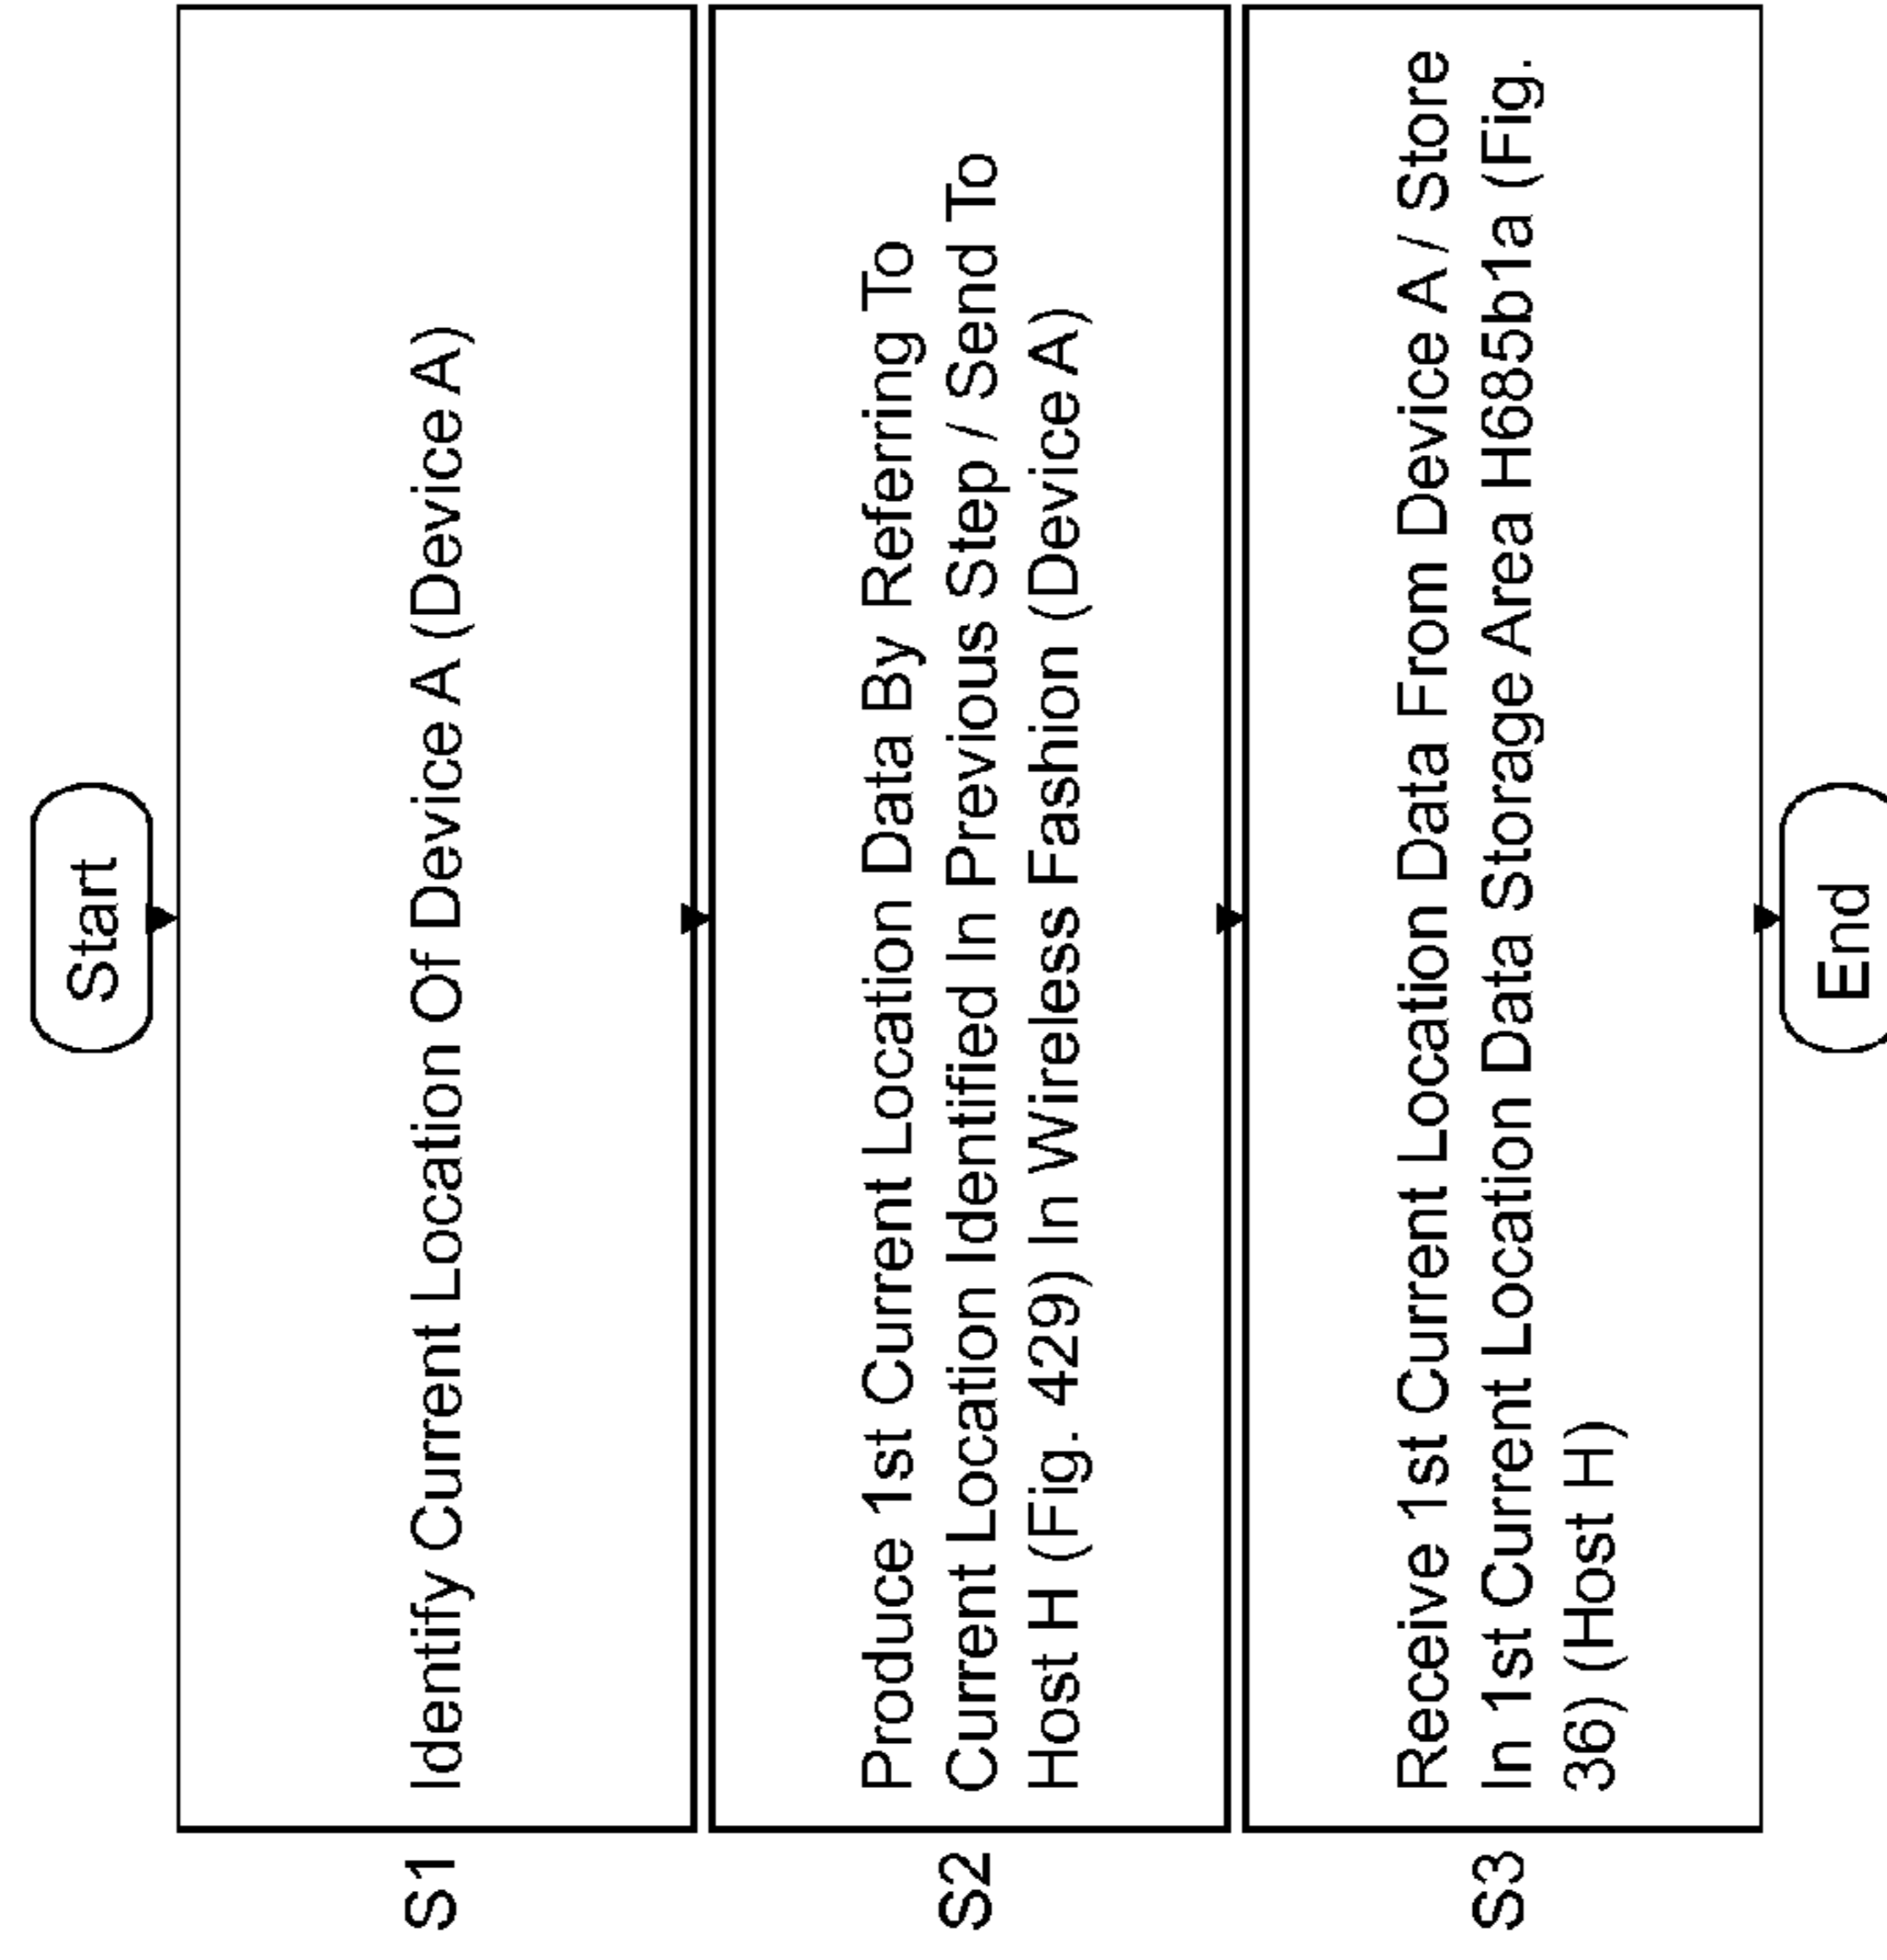 Start
S1
Identify Current Location Of Device A (Device A)
S2
Produce 1st Current Location Data By Referring To
Current Location Identified In Previous Step / Send To
Host H (Fig. 429) In Wireless Fashion (Device A)
S3
Receive 1st Current Location Data From Device A / Store
In 1st Current Location Data Storage Area H685b1a (Fig.
36) (Host H)
End